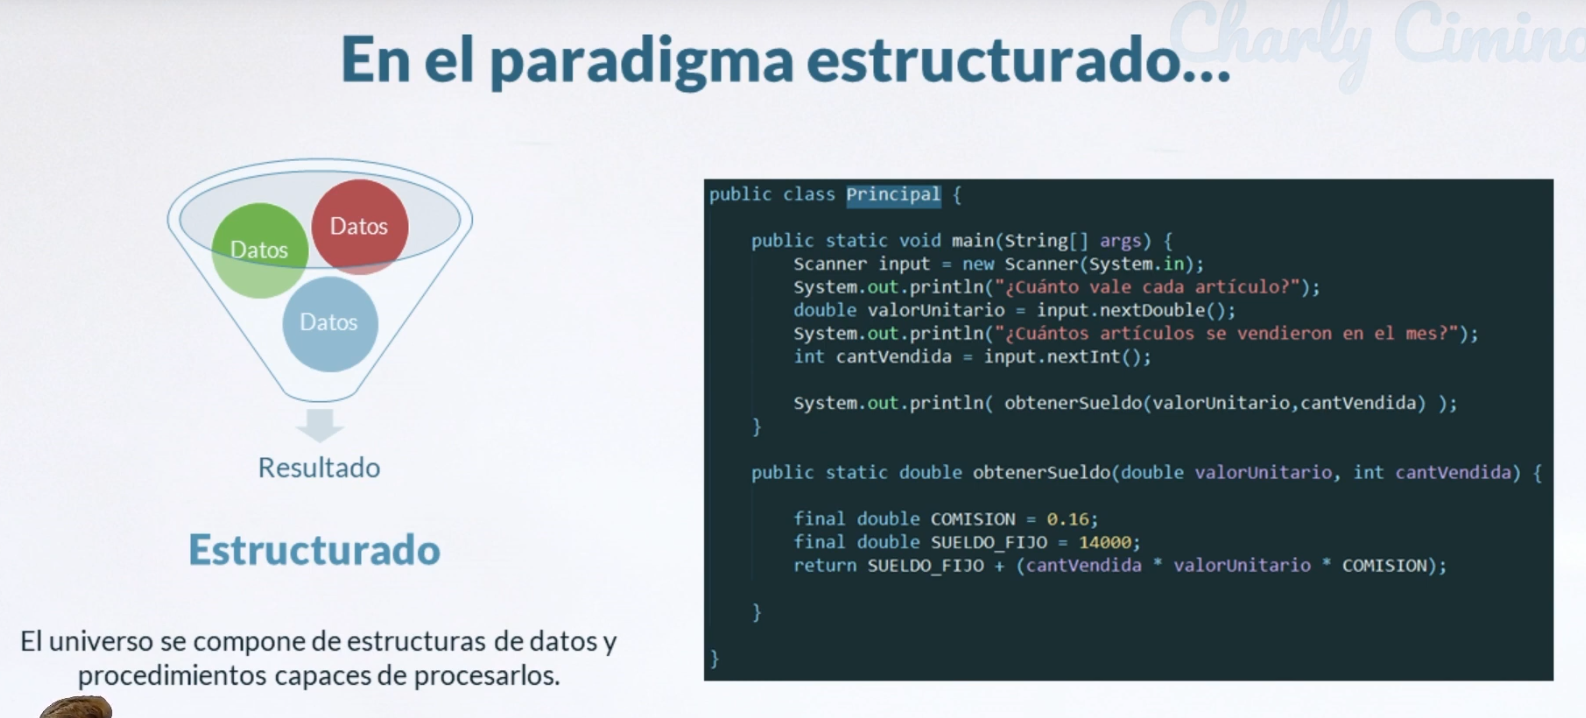 Charly Cimino
En el paradigma estructurado...
Datos
Datos
Datos
Resultado
Estructurado
El universo se compone de estructuras de datos y
procedimientos capaces de procesarlos.
public class Principal {
public static void main(String[] args) {
Scanner input = new Scanner(System.in);
System.out.println("¿Cuánto vale cada artículo?");
double valorUnitario = input.nextDouble();
System.out.println("¿Cuántos artículos se vendieron en el mes?");
int cantVendida = input.nextInt();
System.out.println( obtenerSueldo(valorUnitario,cantVendida) );
}
public static double obtenerSueldo(double valorUnitario, int cantVendida) {
final double COMISION = 0.16;
final double SUELDO_FIJO = 14000;
return SUELDO_FIJO + (cantVendida * valorUnitario * COMISION);
}
}